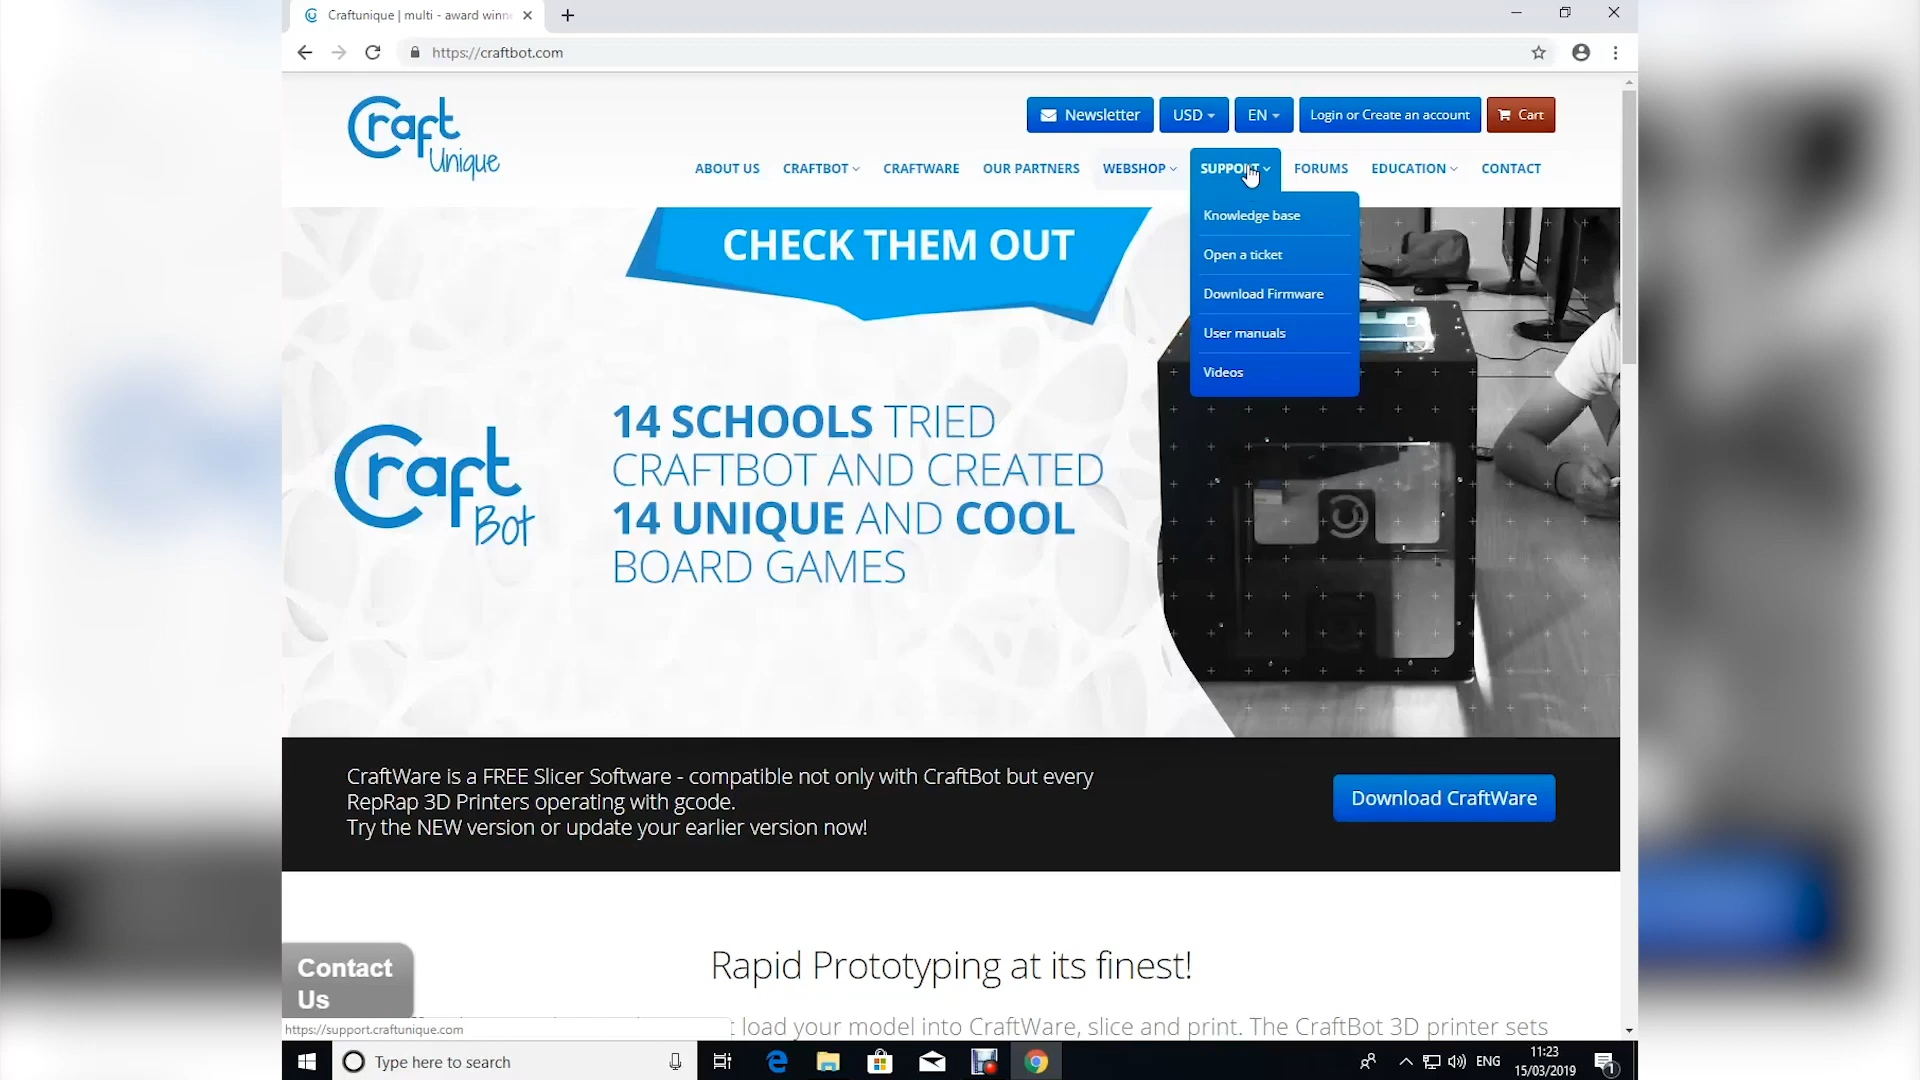 Craftunique | multi - award winn
https://craftbot.com
Craft
Unique
Newsletter
USD
EN
Login or Create an account
Cart
ABOUT US
CRAFTBOT
CRAFTWARE
OUR PARTNERS
WEBSHOP
SUPPORT
FORUMS
EDUCATION
CONTACT
Knowledge base
Open a ticket
Download Firmware
User manuals
Videos
CHECK THEM OUT
Craft
Bot
14 SCHOOLS TRIED
CRAFTBOT AND CREATED
14 UNIQUE AND COOL
BOARD GAMES
CraftWare is a FREE Slicer Software - compatible not only with CraftBot but every
RepRap 3D Printers operating with gcode.
Try the NEW version or update your earlier version now!
Download CraftWare
Rapid Prototyping at its finest!
Contact
Us
load your model into CraftWare, slice and print. The CraftBot 3D printer sets
https://support.craftunique.com
Type here to search
ENG
11:23
15/03/2019
1